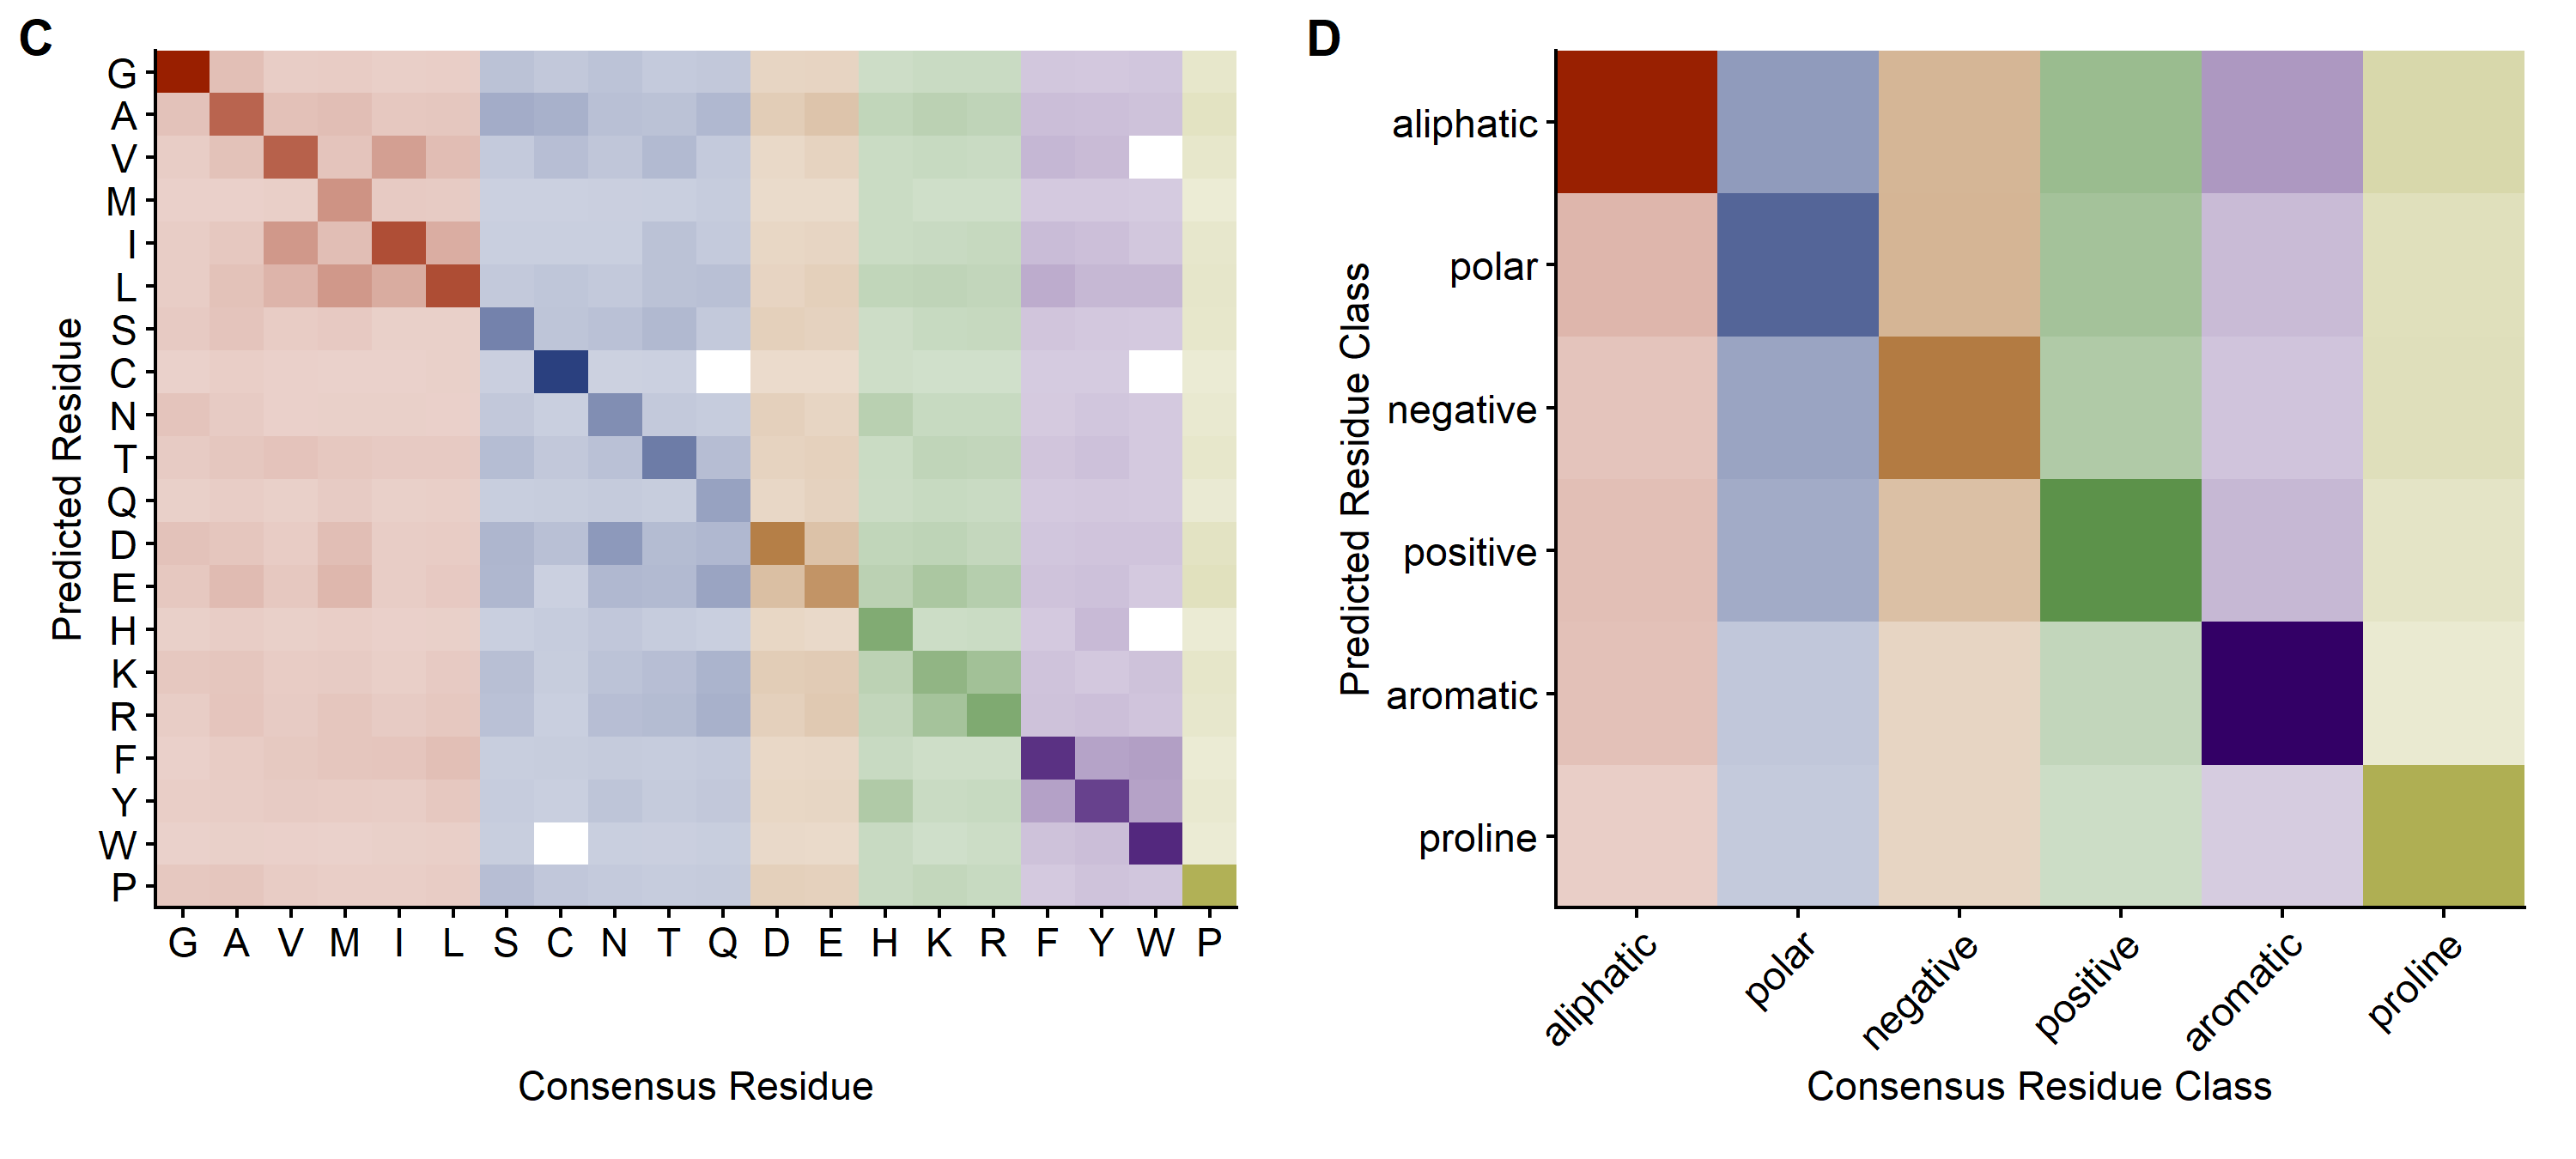 C
Predicted Residue
G
A
V
M
I
L
S
C
N
T
Q
D
E
H
K
R
F
Y
W
P
G A V M I L S C N T Q D E H K R F Y W P
Consensus Residue
D
Predicted Residue Class
aliphatic
polar
negative
positive
aromatic
proline
aliphatic polar negative positive aromatic proline
Consensus Residue Class